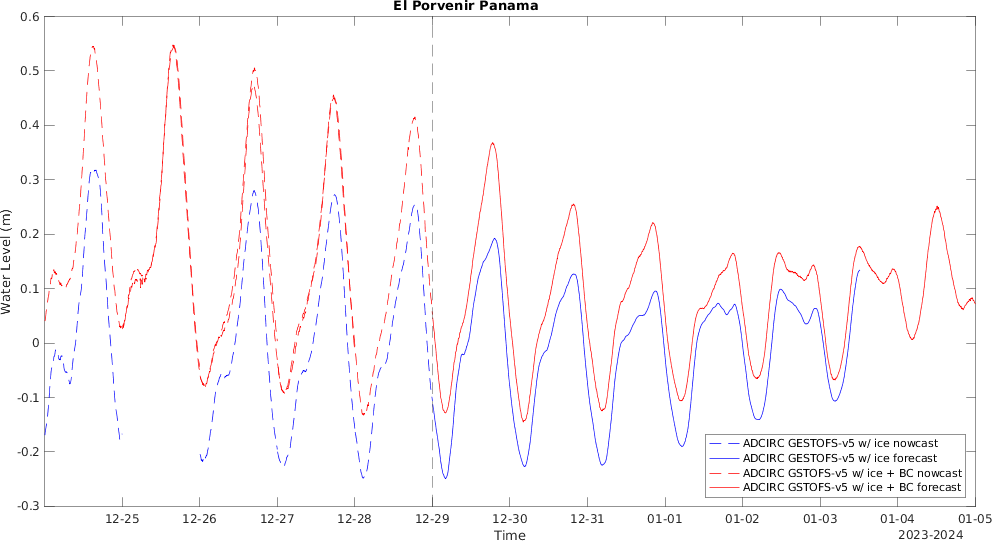 El Porvenir Panama
0.6
0.5
0.4
0.3
0.2
0.1
0
-0.1
-0.2
-0.3
Water Level (m)
ADCIRC GESTOFS-v5 w/ ice nowcast
ADCIRC GESTOFS-v5 w/ ice forecast
ADCIRC GSTOFS-v5 w/ ice + BC nowcast
ADCIRC GSTOFS-v5 w/ ice + BC forecast
12-25 12-26 12-27 12-28 12-29 12-30 12-31 01-01 01-02 01-03 01-04 01-05
Time
2023-2024